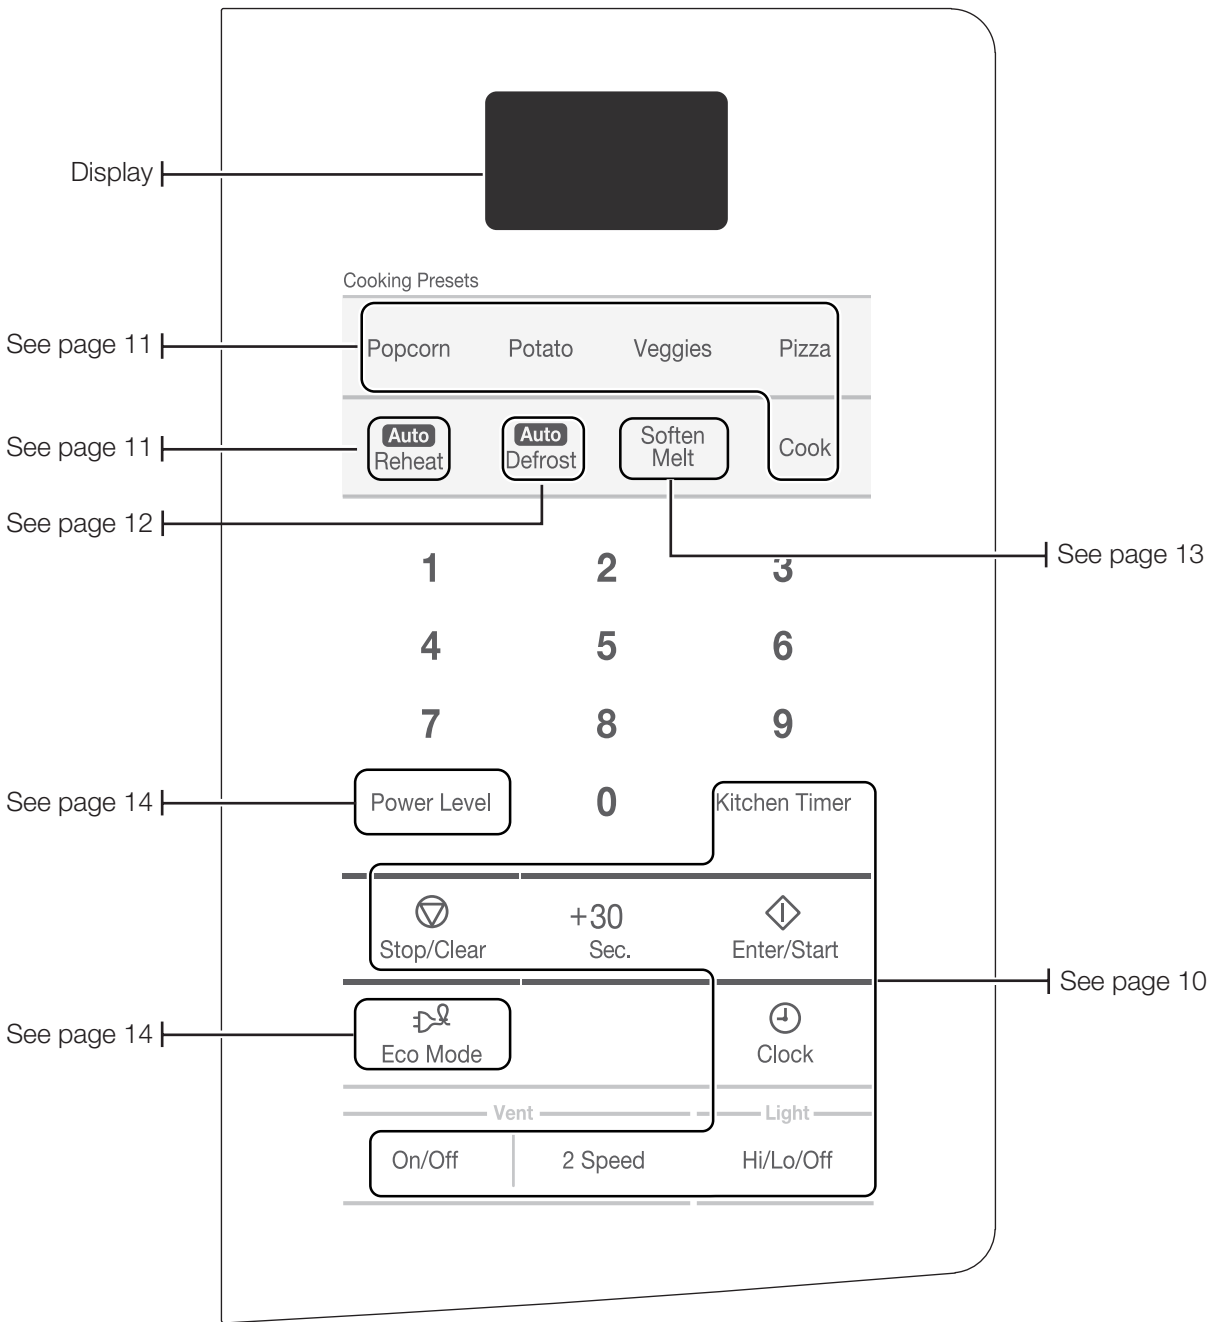 Display
Cooking Presets
See page 11
Popcorn Potato Veggies Pizza
See page 11
Auto Reheat
Auto Defrost
Soften
Melt
Cook
See page 12
See page 13
1 2 3
4 5 6
7 8 9
See page 14
Power Level 0 Kitchen Timer
+30
Stop/Clear Sec. Enter/Start
See page 10
See page 14
Eco Mode Clock
Vent Light
On/Off 2 Speed Hi/Lo/Off